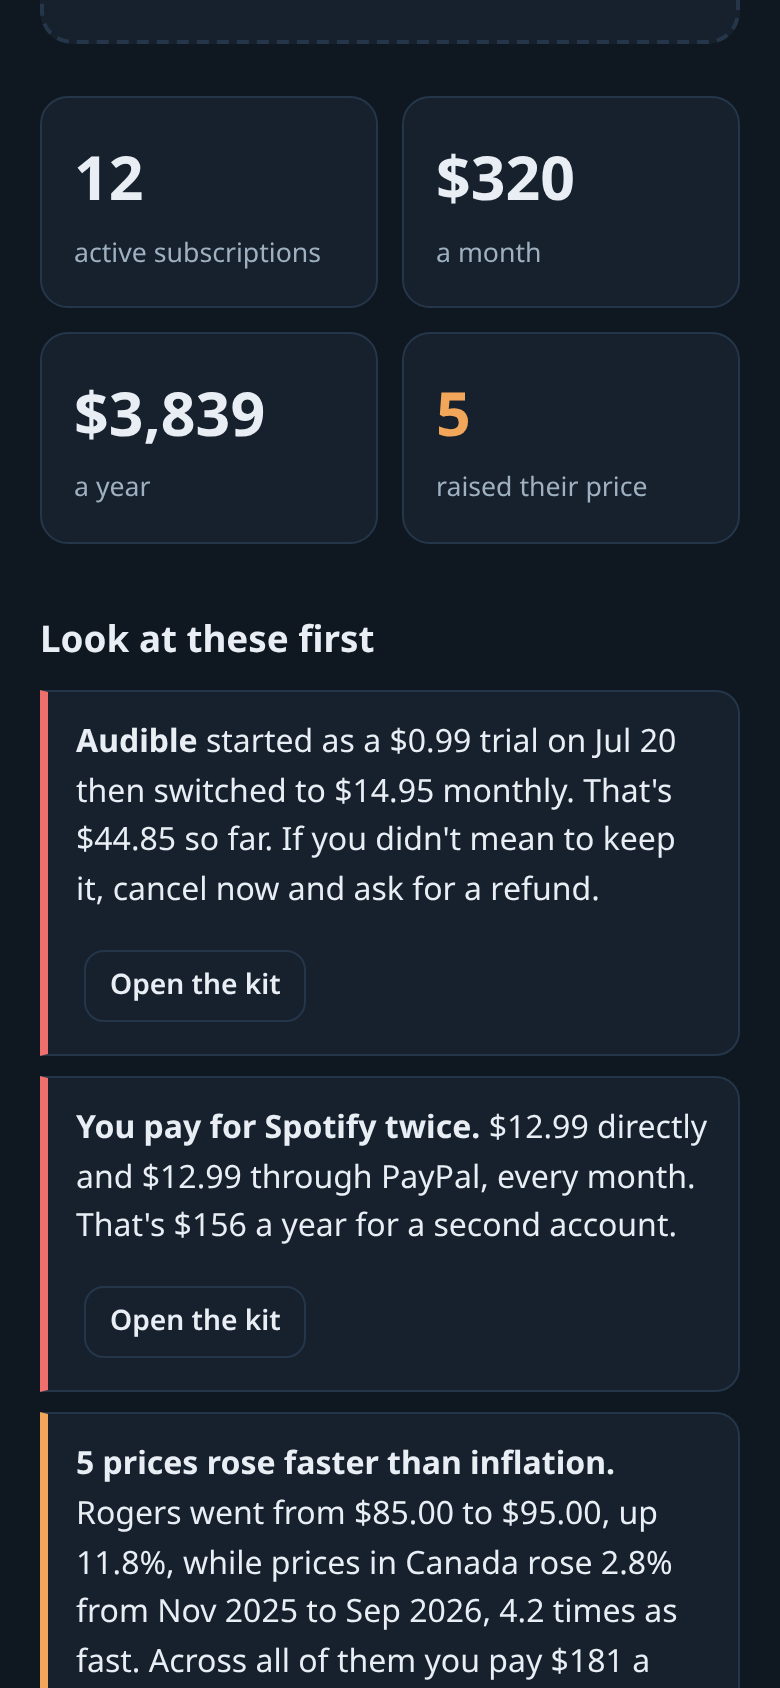 12
active subscriptions
$320
a month
$3,839
a year
5
raised their price
Look at these first
Audible started as a $0.99 trial on Jul 20
then switched to $14.95 monthly. That's
$44.85 so far. If you didn't mean to keep
it, cancel now and ask for a refund.
Open the kit
You pay for Spotify twice. $12.99 directly
and $12.99 through PayPal, every month.
That's $156 a year for a second account.
Open the kit
5 prices rose faster than inflation.
Rogers went from $85.00 to $95.00, up
11.8%, while prices in Canada rose 2.8%
from Nov 2025 to Sep 2026, 4.2 times as
fast. Across all of them you pay $181 a